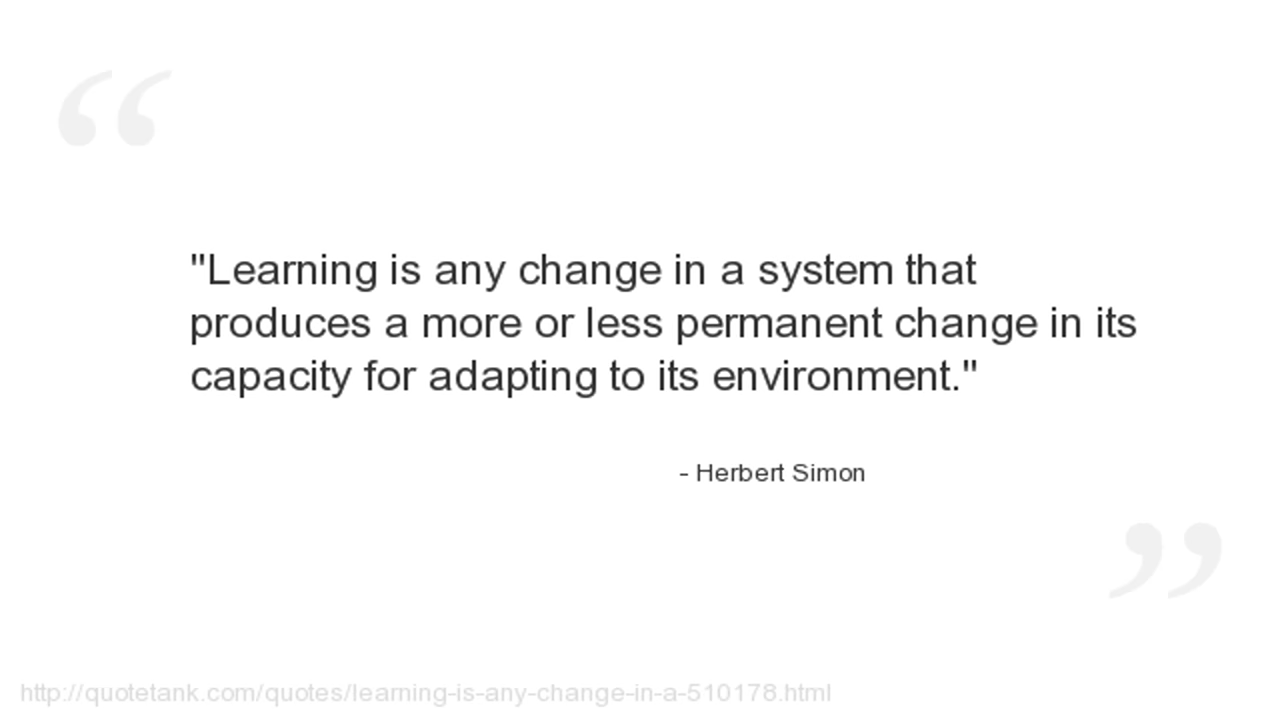 "Learning is any change in a system that
produces a more or less permanent change in its
capacity for adapting to its environment."
- Herbert Simon
http://quotetank.com/quotes/learning-is-any-change-in-a-510178.html